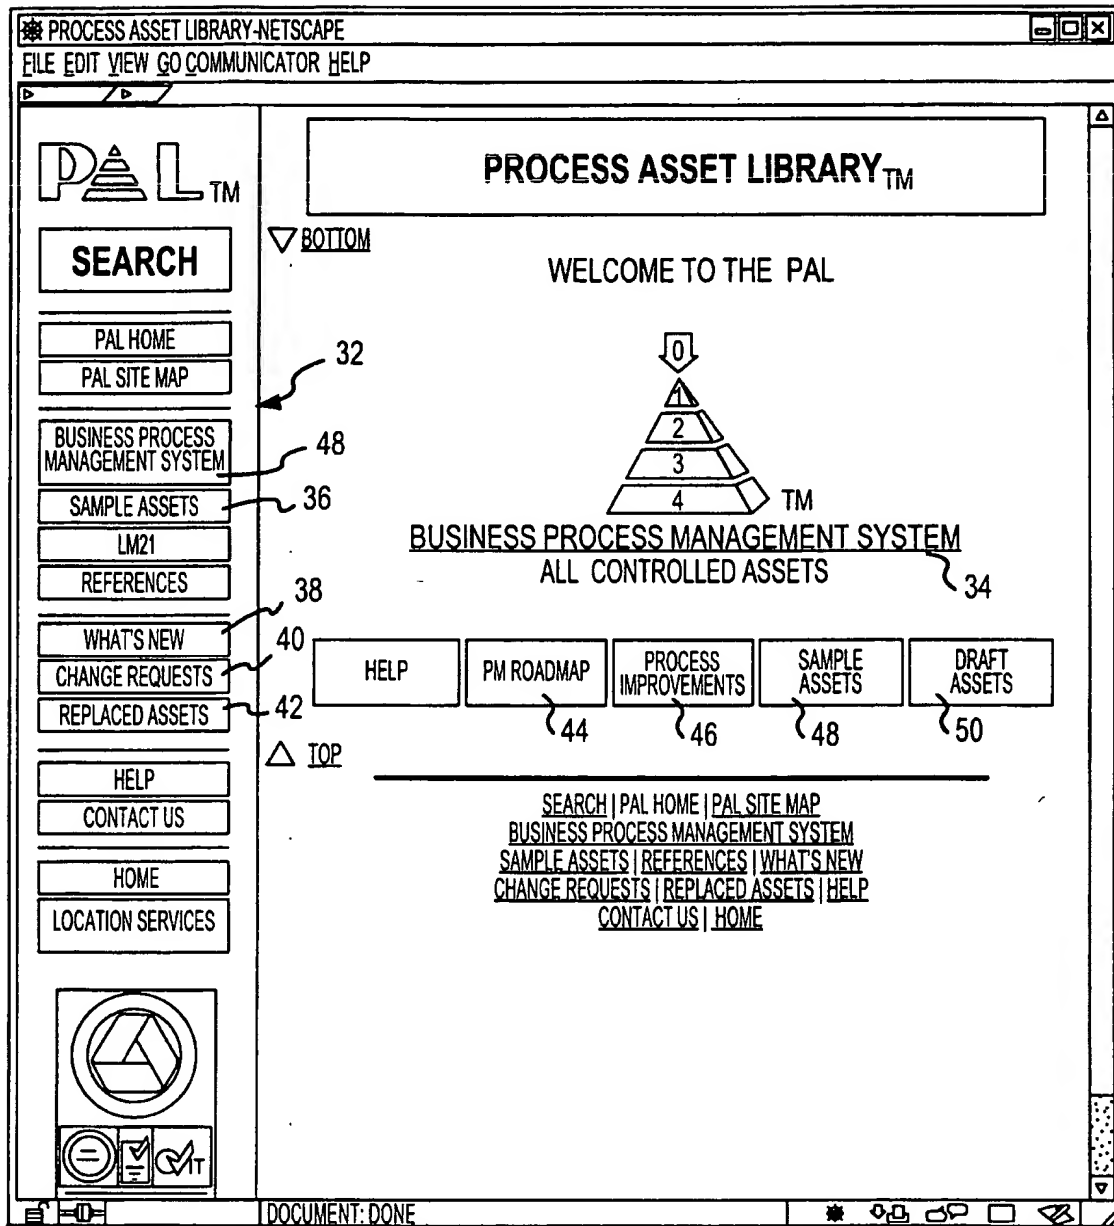 PROCESS ASSET LIBRARY-NETSCAPE
FILE EDIT VIEW GO COMMUNICATOR HELP
PAL TM
SEARCH
PAL HOME
PAL SITE MAP
32
BUSINESS PROCESS
MANAGEMENT SYSTEM
48
SAMPLE ASSETS
36
LM21
REFERENCES
38
WHAT'S NEW
40
CHANGE REQUESTS
REPLACED ASSETS
42
HELP
CONTACT US
HOME
LOCATION SERVICES
PROCESS ASSET LIBRARY TM
BOTTOM
WELCOME TO THE PAL
0
1
2
3
4 TM
BUSINESS PROCESS MANAGEMENT SYSTEM
ALL CONTROLLED ASSETS
34
HELP
PM ROADMAP
PROCESS
IMPROVEMENTS
SAMPLE
ASSETS
DRAFT
ASSETS
44
46
48
50
TOP
SEARCH | PAL HOME | PAL SITE MAP
BUSINESS PROCESS MANAGEMENT SYSTEM
SAMPLE ASSETS | REFERENCES | WHAT'S NEW
CHANGE REQUESTS | REPLACED ASSETS | HELP
CONTACT US | HOME
DOCUMENT: DONE